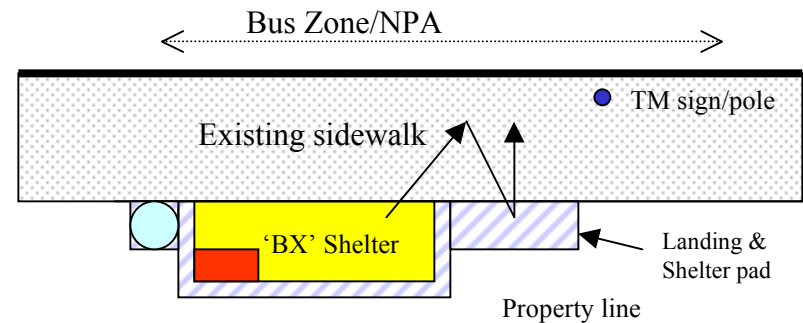 Bus Zone/NPA
TM sign/pole
Existing sidewalk
‘BX’ Shelter
Landing &
Shelter pad
Property line